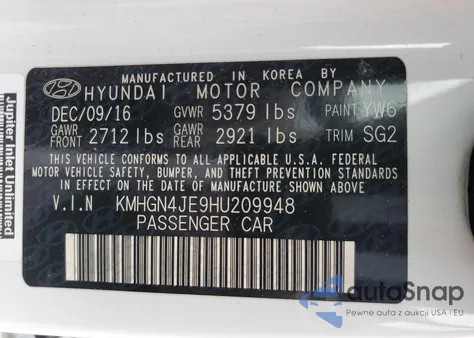 MANUFACTURED IN KOREA BY
HYUNDAI MOTOR COMPANY
DEC/09/16 GVWR 5379 lbs PAINT YW6
GAWR FRONT 2712 lbs GAWR REAR 2921 lbs TRIM SG2
THIS VEHICLE CONFORMS TO ALL APPLICABLE U.S.A. FEDERAL
MOTOR VEHICLE SAFETY, BUMPER, AND THEFT PREVENTION STANDARDS
IN EFFECT ON THE DATE OF MANUFACTURE SHOWN ABOVE.
V.I.N KMHGN4JE9HU209948
PASSENGER CAR
Jupiter Inlet Unlimited
autoSnap
Pewne auta z aukcji USA i EU